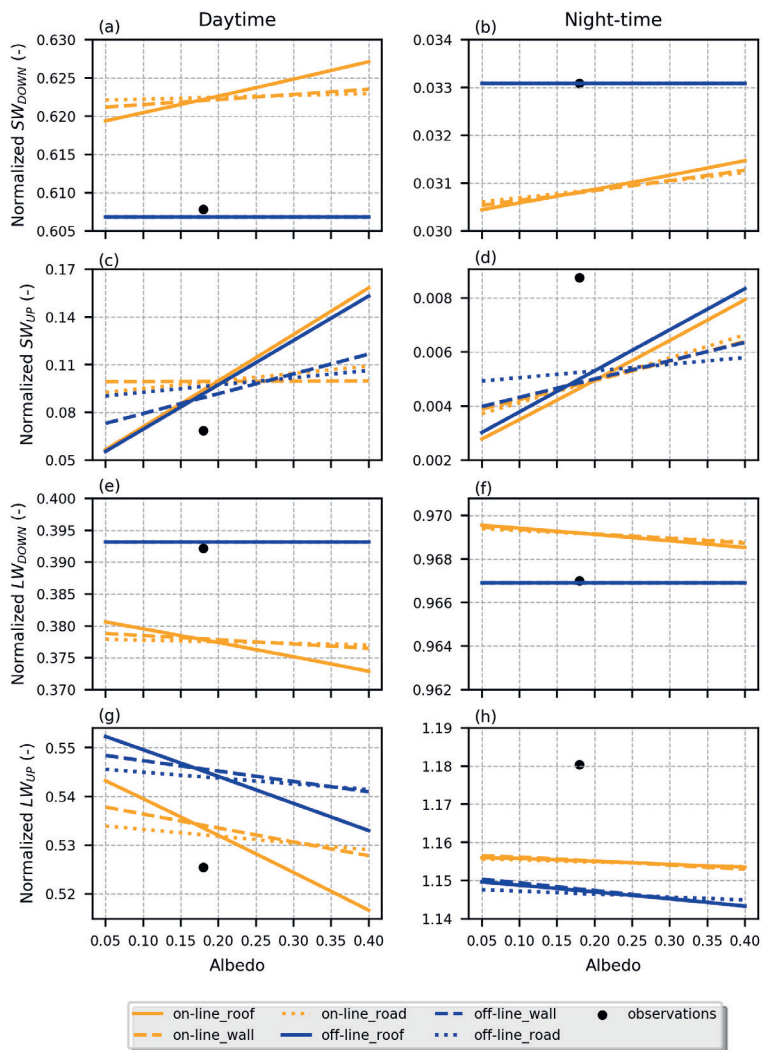 Daytime
Night-time
(a)
(b)
Normalized SW_DOWN (-)
0.630
0.625
0.620
0.615
0.610
0.605
0.034
0.033
0.032
0.031
0.030
(c)
(d)
Normalized SW_UP (-)
0.17
0.14
0.11
0.08
0.05
0.008
0.006
0.004
0.002
(e)
(f)
Normalized LW_DOWN (-)
0.400
0.395
0.390
0.385
0.380
0.375
0.370
0.970
0.968
0.966
0.964
0.962
(g)
(h)
Normalized LW_UP (-)
0.55
0.54
0.53
0.52
1.19
1.18
1.17
1.16
1.15
1.14
0.05 0.10 0.15 0.20 0.25 0.30 0.35 0.40
0.05 0.10 0.15 0.20 0.25 0.30 0.35 0.40
Albedo
Albedo
on-line_roof on-line_road off-line_wall observations
on-line_wall off-line_roof off-line_road